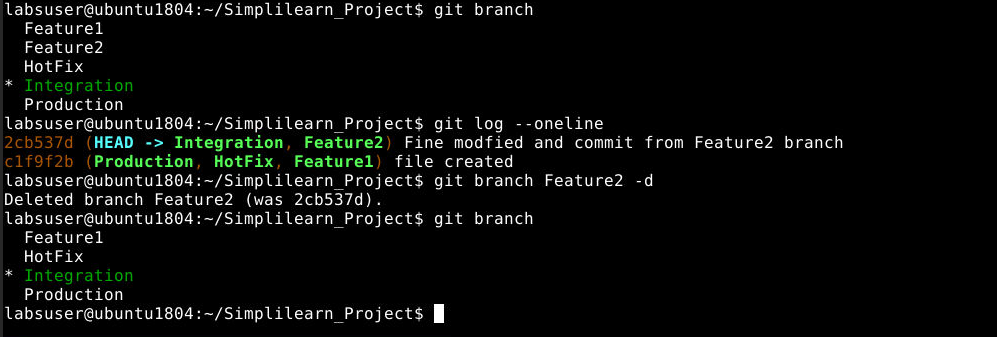 labsuser@ubuntu1804:~/Simplilearn_Project$ git branch
  Feature1
  Feature2
  HotFix
* Integration
  Production
labsuser@ubuntu1804:~/Simplilearn_Project$ git log --oneline
2cb537d (HEAD -> Integration, Feature2) Fine modfied and commit from Feature2 branch
c1f9f2b (Production, HotFix, Feature1) file created
labsuser@ubuntu1804:~/Simplilearn_Project$ git branch Feature2 -d
Deleted branch Feature2 (was 2cb537d).
labsuser@ubuntu1804:~/Simplilearn_Project$ git branch
  Feature1
  HotFix
* Integration
  Production
labsuser@ubuntu1804:~/Simplilearn_Project$